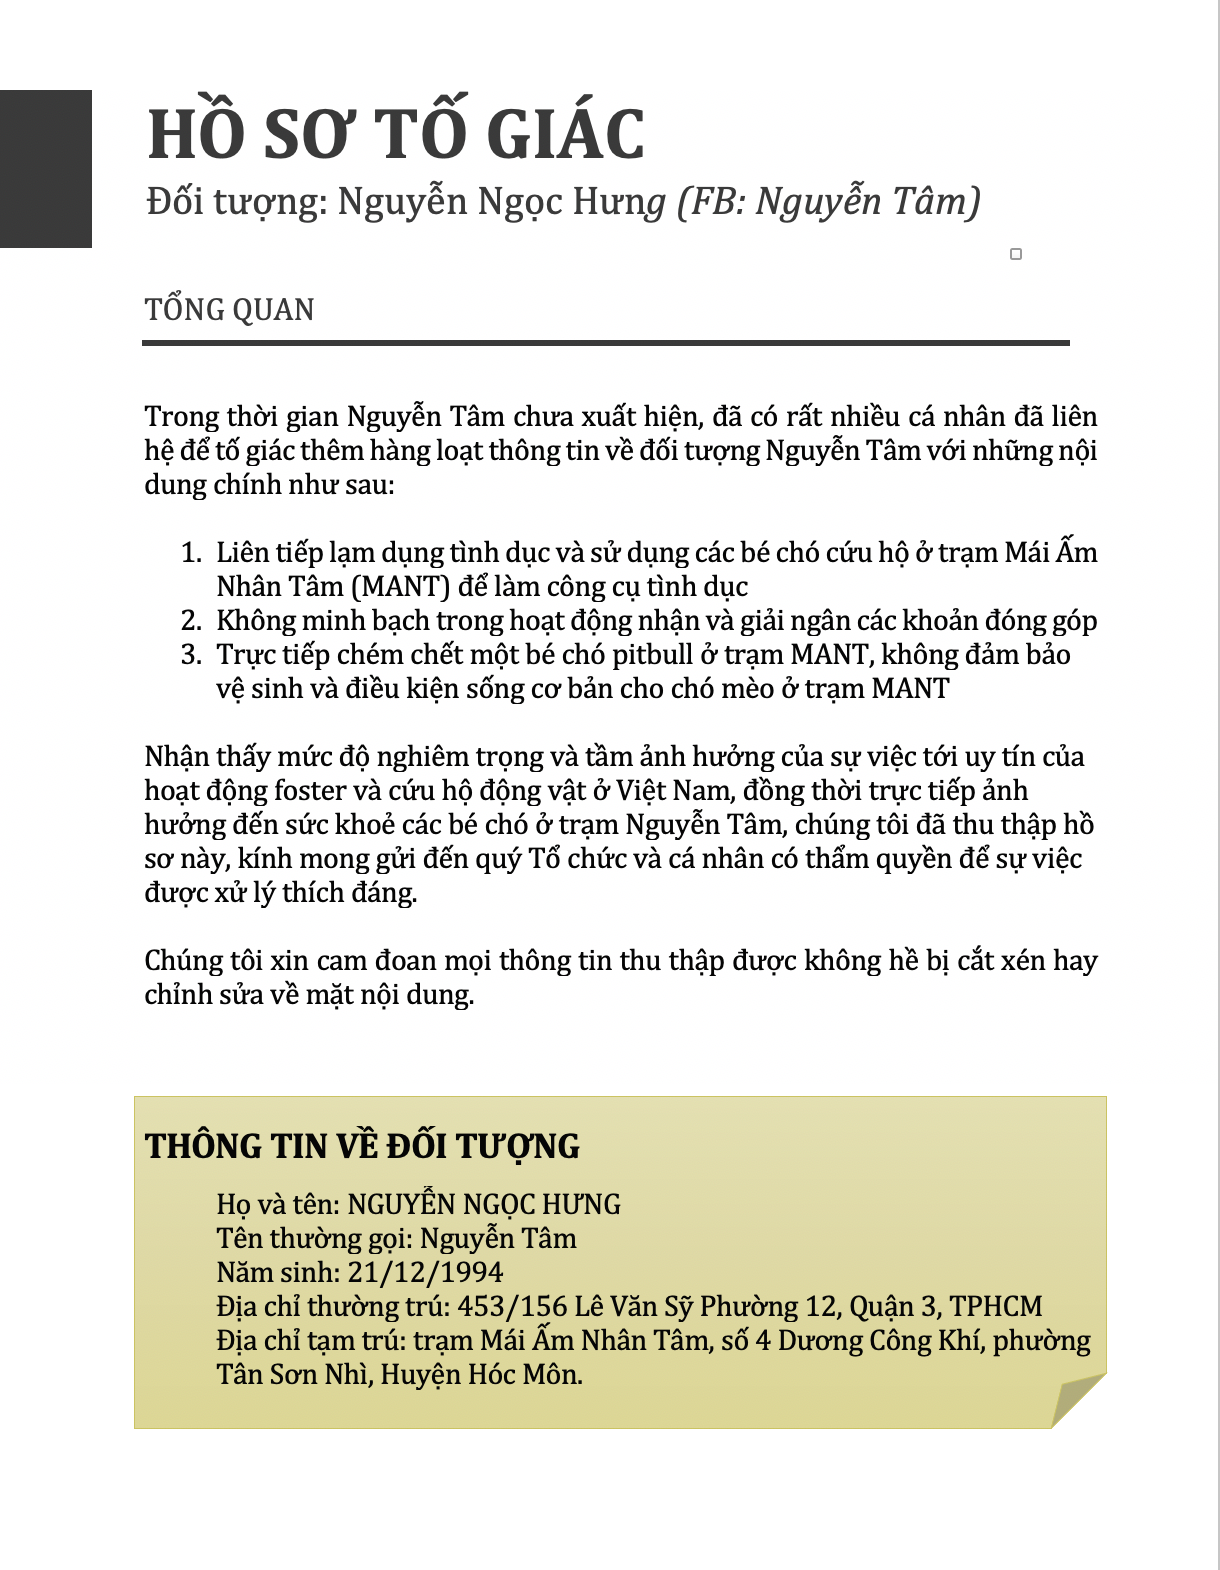 HỒ SƠ TỐ GIÁC
Đối tượng: Nguyễn Ngọc Hưng (FB: Nguyễn Tâm)
TỔNG QUAN
Trong thời gian Nguyễn Tâm chưa xuất hiện, đã có rất nhiều cá nhân đã liên
hệ để tố giác thêm hàng loạt thông tin về đối tượng Nguyễn Tâm với những nội
dung chính như sau:
1. Liên tiếp lạm dụng tình dục và sử dụng các bé chó cứu hộ ở trạm Mái Ấm
Nhân Tâm (MANT) để làm công cụ tình dục
2. Không minh bạch trong hoạt động nhận và giải ngân các khoản đóng góp
3. Trực tiếp chém chết một bé chó pitbull ở trạm MANT, không đảm bảo
vệ sinh và điều kiện sống cơ bản cho chó mèo ở trạm MANT
Nhận thấy mức độ nghiêm trọng và tầm ảnh hưởng của sự việc tới uy tín của
hoạt động foster và cứu hộ động vật ở Việt Nam, đồng thời trực tiếp ảnh
hưởng đến sức khoẻ các bé chó ở trạm Nguyễn Tâm, chúng tôi đã thu thập hồ
sơ này, kính mong gửi đến quý Tổ chức và cá nhân có thẩm quyền để sự việc
được xử lý thích đáng.
Chúng tôi xin cam đoan mọi thông tin thu thập được không hề bị cắt xén hay
chỉnh sửa về mặt nội dung.
THÔNG TIN VỀ ĐỐI TƯỢNG
Họ và tên: NGUYỄN NGỌC HƯNG
Tên thường gọi: Nguyễn Tâm
Năm sinh: 21/12/1994
Địa chỉ thường trú: 453/156 Lê Văn Sỹ Phường 12, Quận 3, TPHCM
Địa chỉ tạm trú: trạm Mái Ấm Nhân Tâm, số 4 Dương Công Khí, phường
Tân Sơn Nhì, Huyện Hóc Môn.